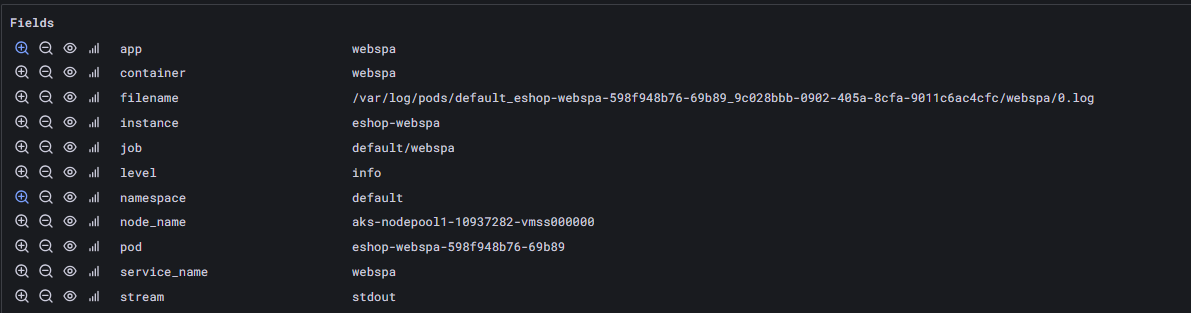 Fields
app webspa
container webspa
filename /var/log/pods/default_eshop-webspa-598f948b76-69b89_9c028bbb-0902-405a-8cfa-9011c6ac4cfc/webspa/0.log
instance eshop-webspa
job default/webspa
level info
namespace default
node_name aks-nodepool1-10937282-vmss000000
pod eshop-webspa-598f948b76-69b89
service_name webspa
stream stdout